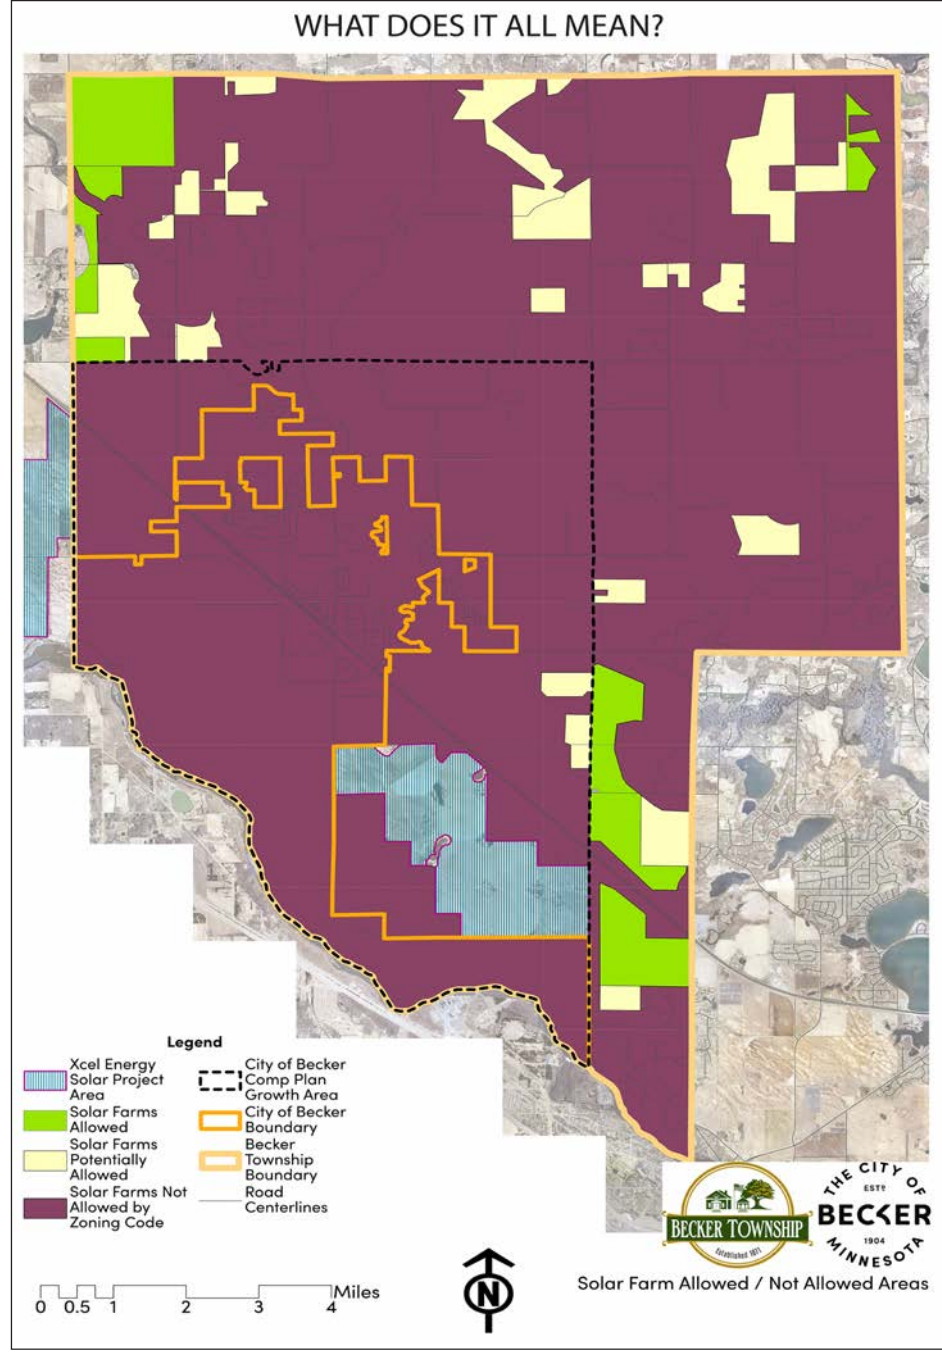 WHAT DOES IT ALL MEAN?
Legend
Xcel Energy
Solar Project
Area
Solar Farms
Allowed
Solar Farms
Potentially
Allowed
Solar Farms Not
Allowed by
Zoning Code
City of Becker
Comp Plan
Growth Area
City of Becker
Boundary
Becker
Township
Boundary
Road
Centerlines
0 0.5 1 2 3 4 Miles
N
BECKER TOWNSHIP
Established 1871
THE CITY OF
ESTD
BECKER
1904
MINNESOTA
Solar Farm Allowed / Not Allowed Areas